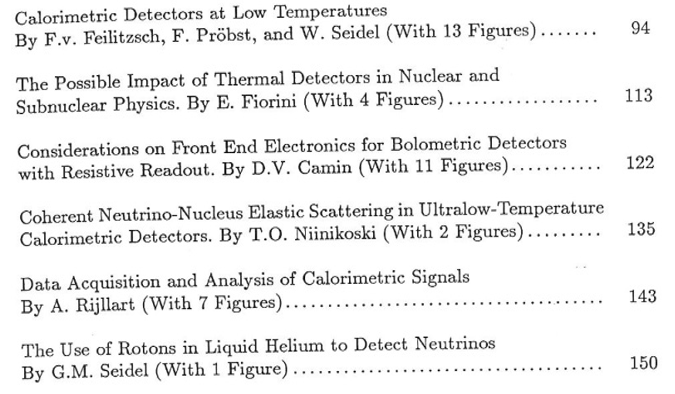 Calorimetric Detectors at Low Temperatures
By F.v. Feilitzsch, F. Pröbst, and W. Seidel (With 13 Figures) ....... 94
The Possible Impact of Thermal Detectors in Nuclear and
Subnuclear Physics. By E. Fiorini (With 4 Figures) .................. 113
Considerations on Front End Electronics for Bolometric Detectors
with Resistive Readout. By D.V. Camin (With 11 Figures) ........... 122
Coherent Neutrino-Nucleus Elastic Scattering in Ultralow-Temperature
Calorimetric Detectors. By T.O. Niinikoski (With 2 Figures) ......... 135
Data Acquisition and Analysis of Calorimetric Signals
By A. Rijllart (With 7 Figures) ..................................... 143
The Use of Rotons in Liquid Helium to Detect Neutrinos
By G.M. Seidel (With 1 Figure) ..................................... 150